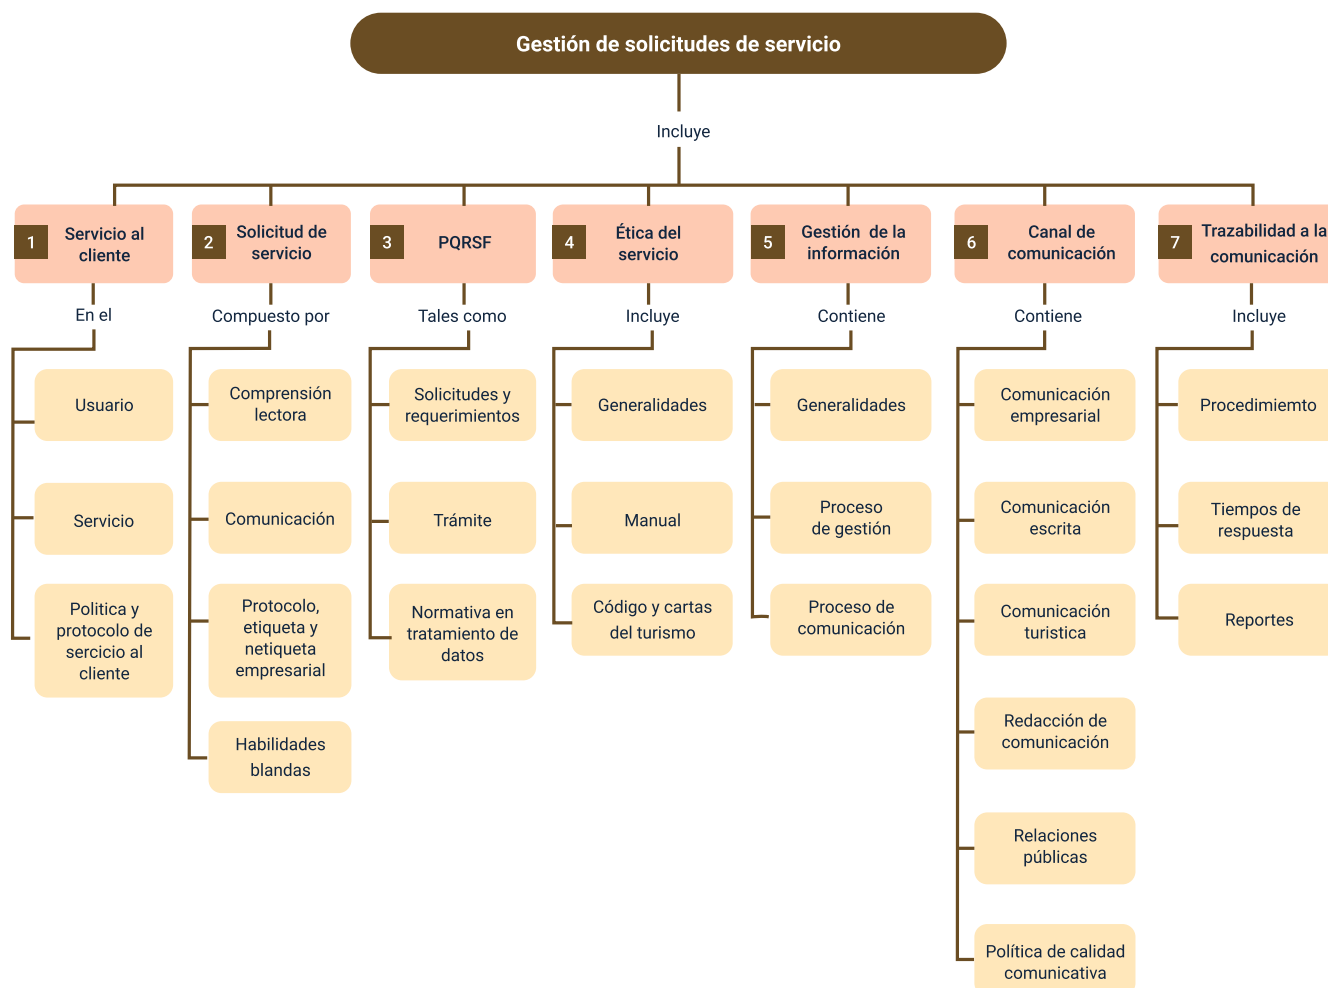 Gestión de solicitudes de servicio
Incluye
1
Servicio al
cliente
En el
Usuario
Servicio
Politica y
protocolo de
sercicio al
cliente
2
Solicitud de
servicio
Compuesto por
Comprensión
lectora
Comunicación
Protocolo,
etiqueta y
netiqueta
empresarial
Habilidades
blandas
3
PQRSF
Tales como
Solicitudes y
requerimientos
Trámite
Normativa en
tratamiento de
datos
4
Ética del
servicio
Incluye
Generalidades
Manual
Código y cartas
del turismo
5
Gestión de la
información
Contiene
Generalidades
Proceso
de gestión
Proceso de
comunicación
6
Canal de
comunicación
Contiene
Comunicación
empresarial
Comunicación
escrita
Comunicación
turistica
Redacción de
comunicación
Relaciones
públicas
Política de calidad
comunicativa
7
Trazabilidad a la
comunicación
Incluye
Procedimiemto
Tiempos de
respuesta
Reportes